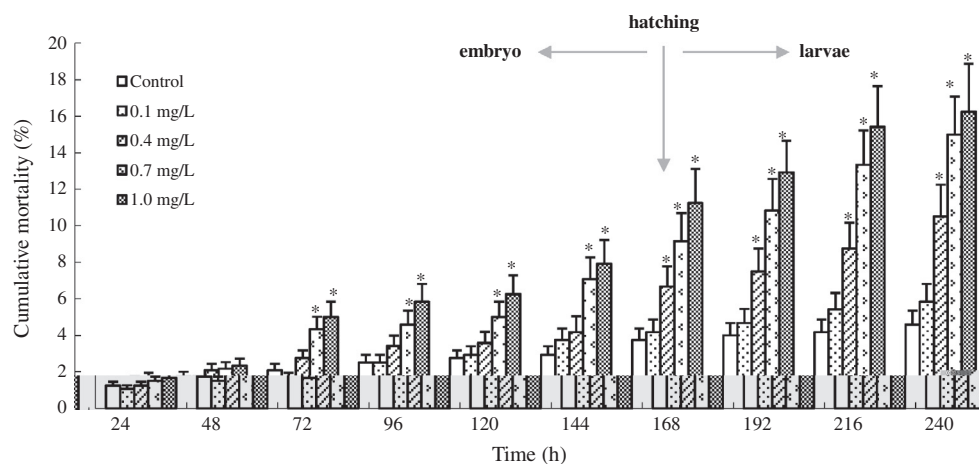 hatching
embryo
larvae
Control
0.1 mg/L
0.4 mg/L
0.7 mg/L
1.0 mg/L
Cumulative mortality (%)
20
18
16
14
12
10
8
6
4
2
0
* * * * * * * * * * * * * * * * * * * *
24 48 72 96 120 144 168 192 216 240
Time (h)